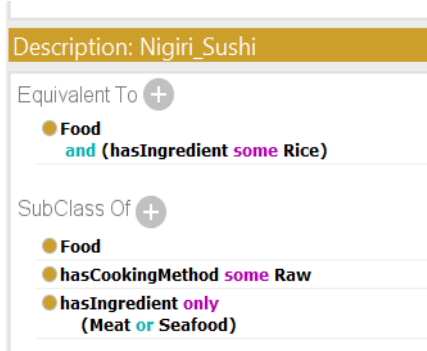 Description: Nigiri_Sushi
Equivalent To +
Food
and (hasIngredient some Rice)
SubClass Of +
Food
hasCookingMethod some Raw
hasIngredient only
(Meat or Seafood)